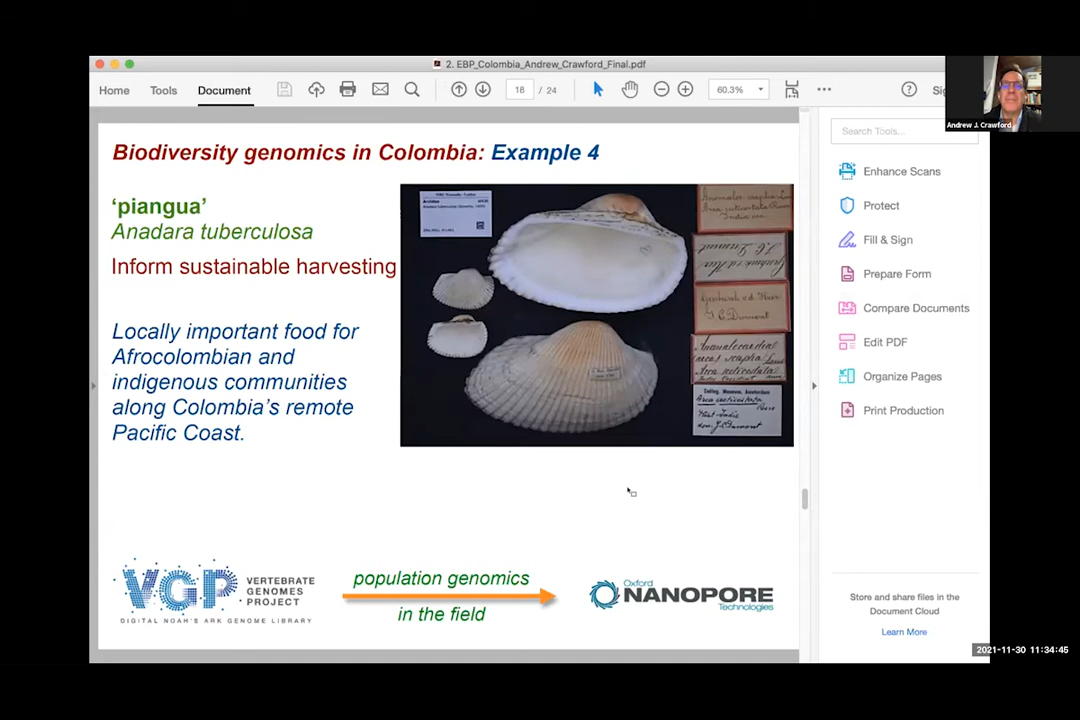 2. EBP_Colombia_Andrew_Crawford_Final.pdf
Home Tools Document
18 / 24
60.3%
Andrew J. Crawford
Search Tools...
Enhance Scans
Protect
Fill & Sign
Prepare Form
Compare Documents
Edit PDF
Organize Pages
Print Production
Store and share files in the
Document Cloud
Learn More
Biodiversity genomics in Colombia: Example 4
'piangua'
Anadara tuberculosa
Inform sustainable harvesting
Locally important food for
Afrocolombian and
indigenous communities
along Colombia's remote
Pacific Coast.
VGP VERTEBRATE
GENOMES
PROJECT
DIGITAL NOAH'S ARK GENOME LIBRARY
population genomics
in the field
Oxford
NANOPORE
Technologies
2021-11-30 11:34:45